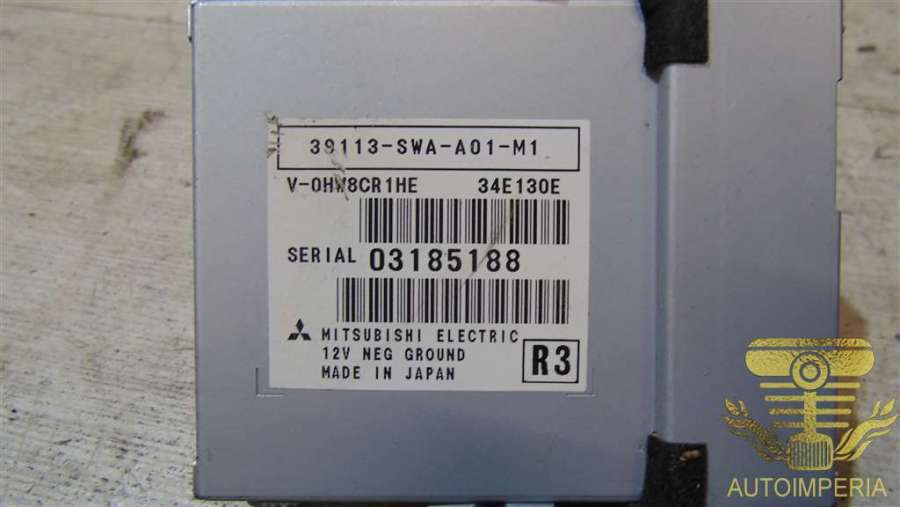 39113-SWA-A01-M1
V-0HW8CR1HE 34E130E
SERIAL 03185188
MITSUBISHI ELECTRIC
12V NEG GROUND
MADE IN JAPAN
R3
AUTOIMPERIA